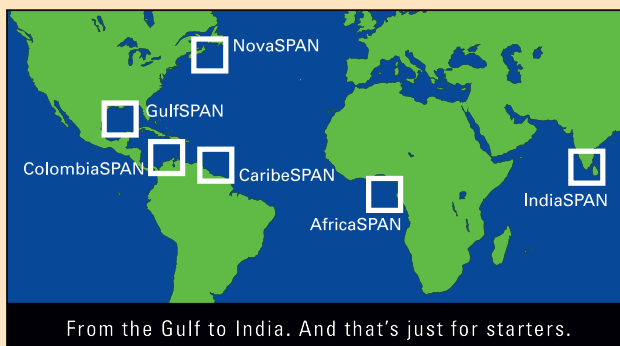 NovaSPAN
GulfSPAN
ColombiaSPAN
CaribeSPAN
IndiaSPAN
AfricaSPAN
From the Gulf to India. And that's just for starters.